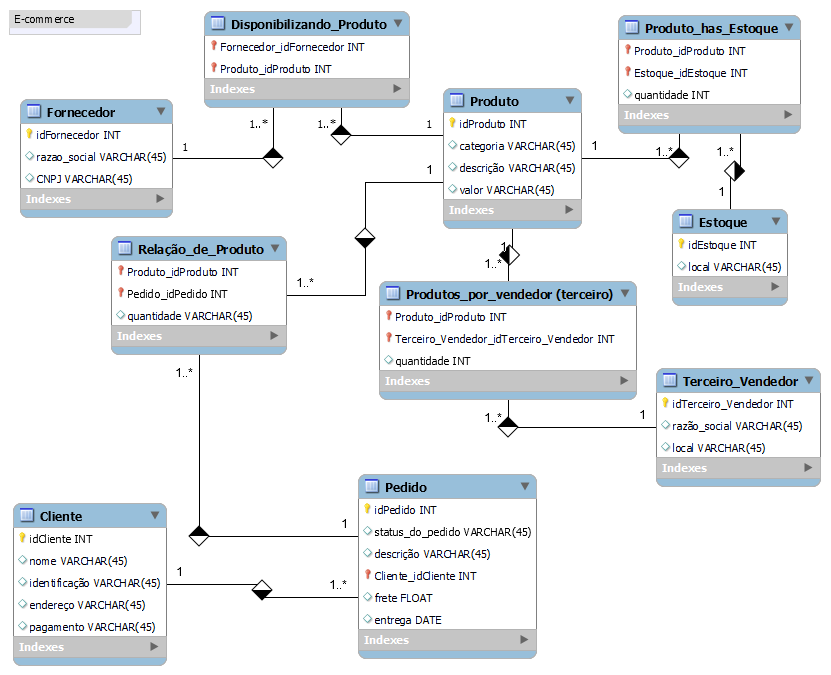 E-commerce
Disponibilizando_Produto
Fornecedor_idFornecedor INT
Produto_idProduto INT
Indexes
Produto_has_Estoque
Produto_idProduto INT
Estoque_idEstoque INT
quantidade INT
Indexes
Fornecedor
idFornecedor INT
razao_social VARCHAR(45)
CNPJ VARCHAR(45)
Indexes
Produto
idProduto INT
categoria VARCHAR(45)
descrição VARCHAR(45)
valor VARCHAR(45)
Indexes
1
1..*
1..*
1
1
1..*
1..*
1
1
1..*
1
1..*
Estoque
idEstoque INT
local VARCHAR(45)
Indexes
Relação_de_Produto
Produto_idProduto INT
Pedido_idPedido INT
quantidade VARCHAR(45)
Indexes
Produtos_por_vendedor (terceiro)
Produto_idProduto INT
Terceiro_Vendedor_idTerceiro_Vendedor INT
quantidade INT
Indexes
Terceiro_Vendedor
idTerceiro_Vendedor INT
razão_social VARCHAR(45)
local VARCHAR(45)
Indexes
1..*
1..*
1
Cliente
idCliente INT
nome VARCHAR(45)
identificação VARCHAR(45)
endereço VARCHAR(45)
pagamento VARCHAR(45)
Indexes
Pedido
idPedido INT
status_do_pedido VARCHAR(45)
descrição VARCHAR(45)
Cliente_idCliente INT
frete FLOAT
entrega DATE
Indexes
1
1
1..*